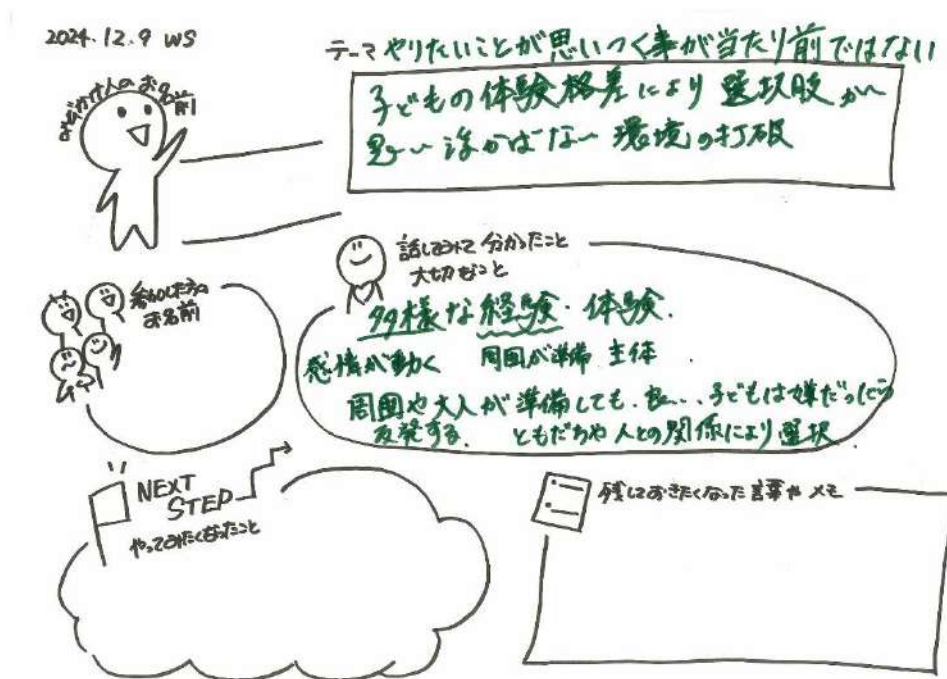 2024.12.9 WS
テーマ やりたいことが思いつく事が当たり前ではない
子どもの体験格差により 選択肢が
思い浮かばない 環境の打破
よびかけ人のお名前
話してみて分かったこと
大切なこと
多様な経験・体験.
感情が動く 周囲が準備 主体
周囲や大人が準備しても、良い、子どもは嫌だったら
反発する. ともだちや人との関係により選択
参加した方の
お名前
NEXT
STEP
やってみたくなったこと
残しておきたくなった言葉や メモ